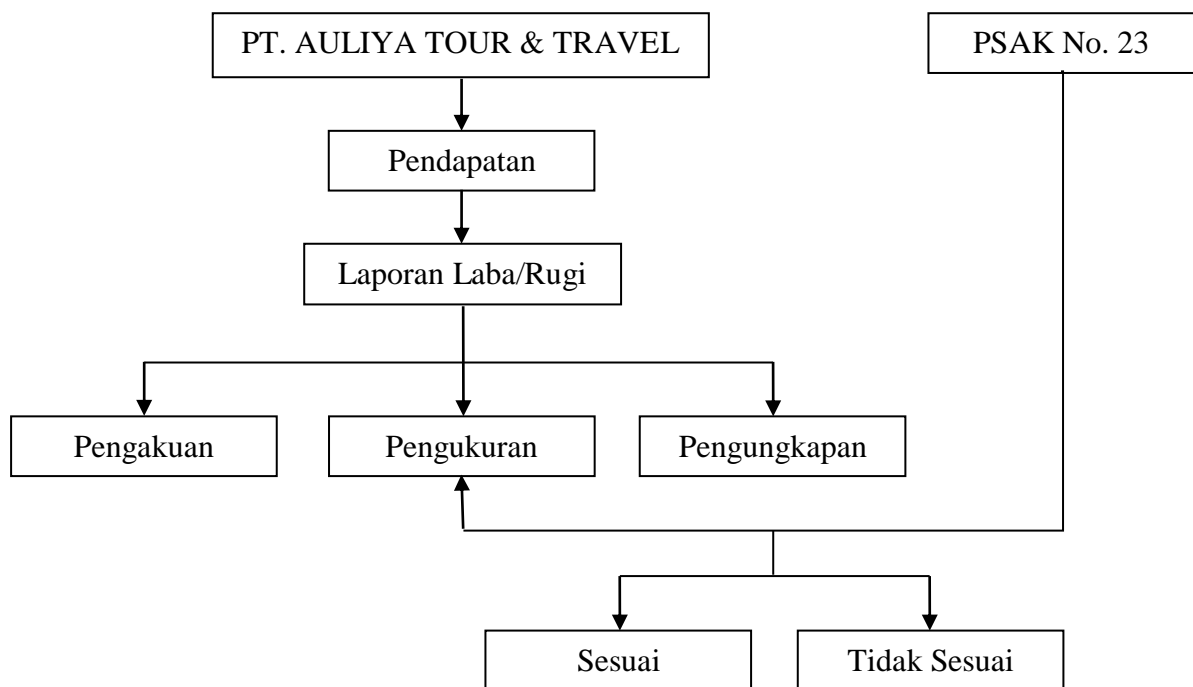 PT. AULIYA TOUR & TRAVEL
PSAK No. 23
Pendapatan
Laporan Laba/Rugi
Pengakuan
Pengukuran
Pengungkapan
Sesuai
Tidak Sesuai